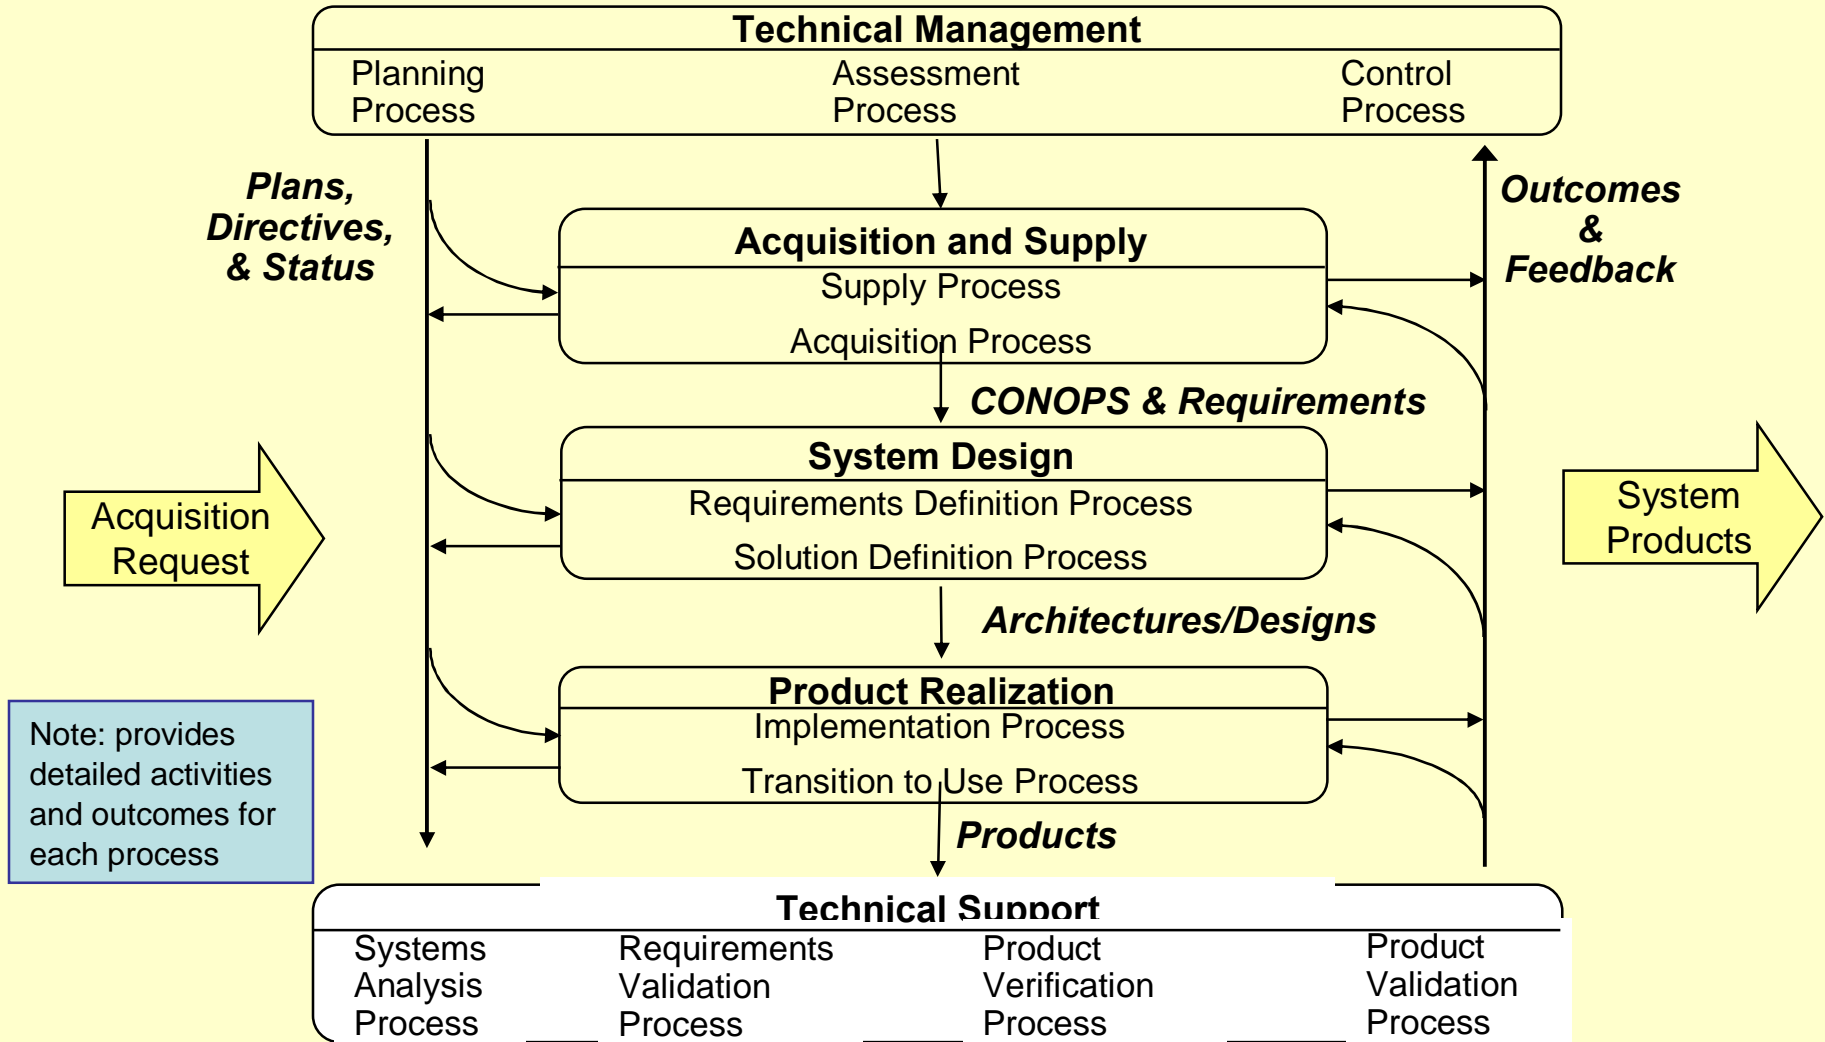 Technical Management
Planning
Process
Assessment
Process
Control
Process
Plans,
Directives,
& Status
Outcomes
&
Feedback
Acquisition and Supply
Supply Process
Acquisition Process
CONOPS & Requirements
System Design
Requirements Definition Process
Solution Definition Process
Acquisition
Request
System
Products
Architectures/Designs
Product Realization
Implementation Process
Transition to Use Process
Note: provides
detailed activities
and outcomes for
each process
Products
Technical Support
Systems
Analysis
Process
Requirements
Validation
Process
Product
Verification
Process
Product
Validation
Process